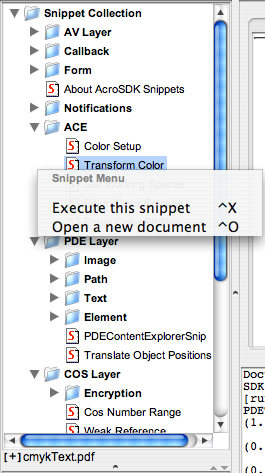 Snippet Collection
AV Layer
Callback
Form
About AcroSDK Snippets
Notifications
ACE
Color Setup
Transform Color
Snippet Menu
Execute this snippet ^X
Open a new document ^O
PDE Layer
Image
Path
Text
Element
PDEContentExplorerSnip
Translate Object Positions
COS Layer
Encryption
Cos Number Range
Weak Reference
[+]cmykText.pdf
Doc
SDK
[ru
PDE
(1.
(0.
(0.